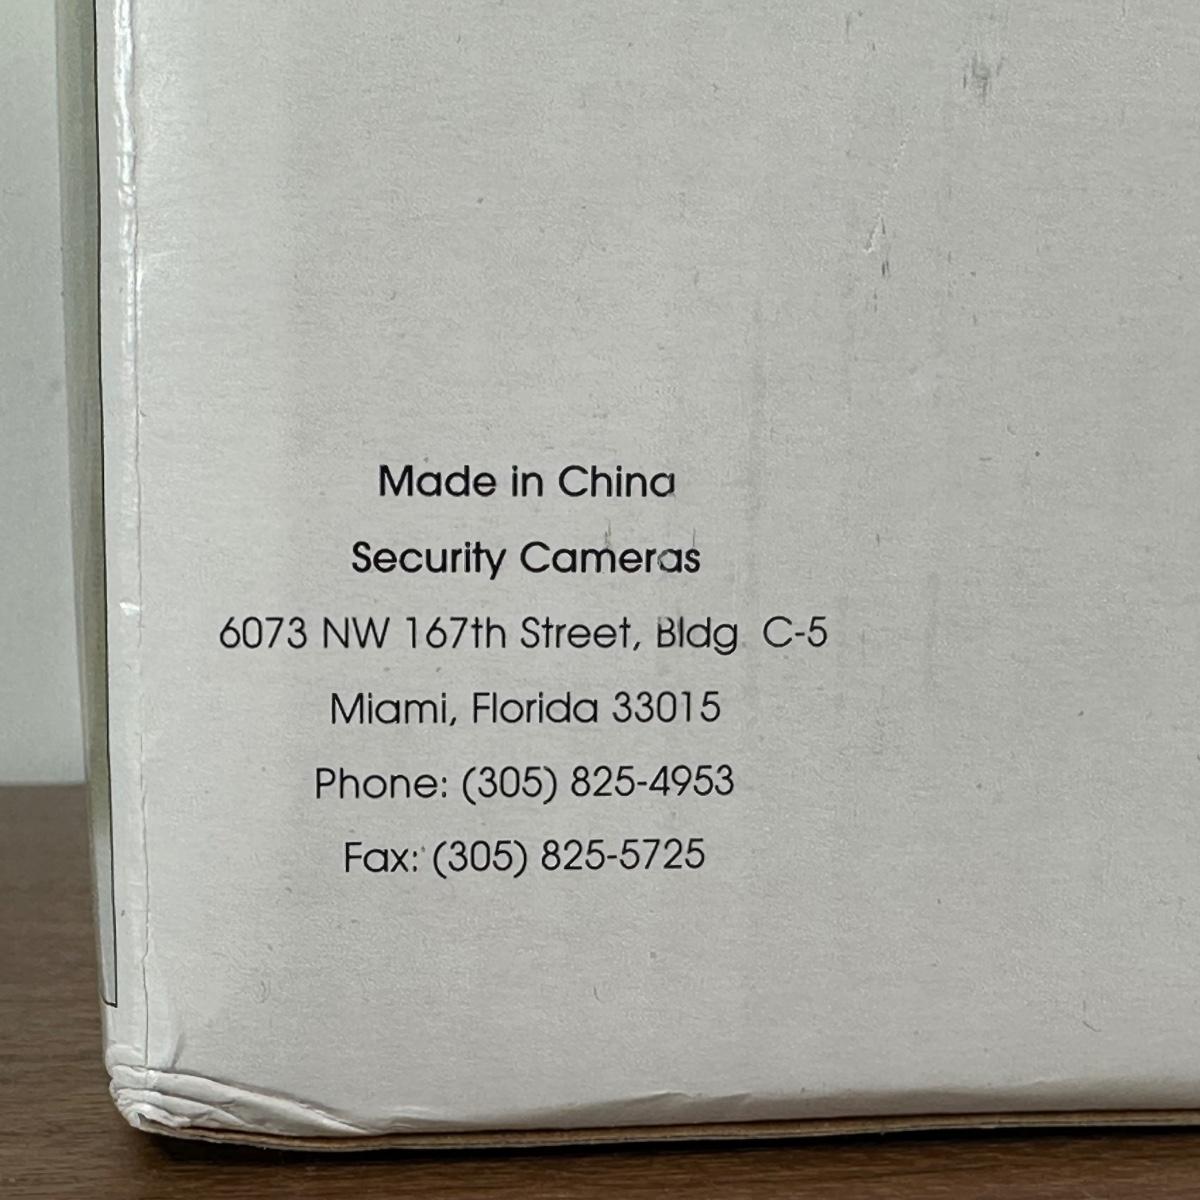 Made in China
Security Cameras
6073 NW 167th Street, Bldg C-5
Miami, Florida 33015
Phone: (305) 825-4953
Fax: (305) 825-5725